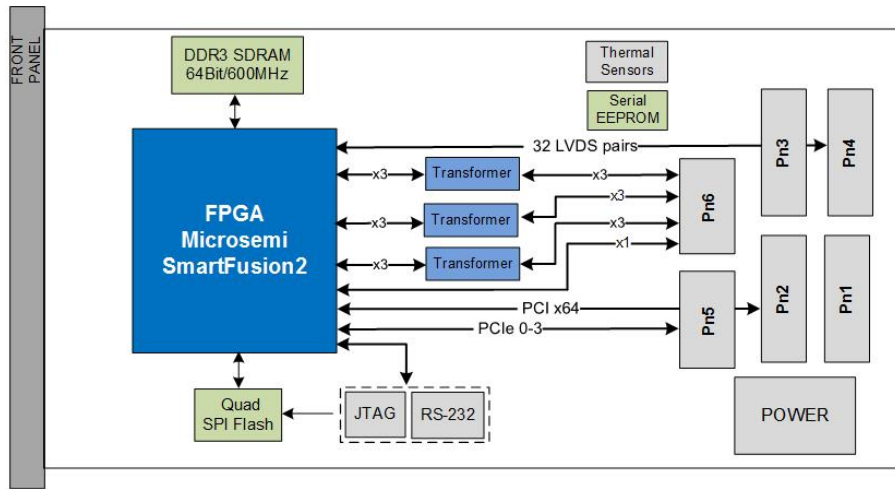 FRONT
PANEL
DDR3 SDRAM
64Bit/600MHz
Thermal
Sensors
Serial
EEPROM
32 LVDS pairs
Pn3
Pn4
x3
Transformer
x3
FPGA
Microsemi
SmartFusion2
x3
Transformer
x3
Pn6
x3
x3
Transformer
x1
PCI x64
PCIe 0-3
Pn5
Pn2
Pn1
Quad
SPI Flash
JTAG
RS-232
POWER